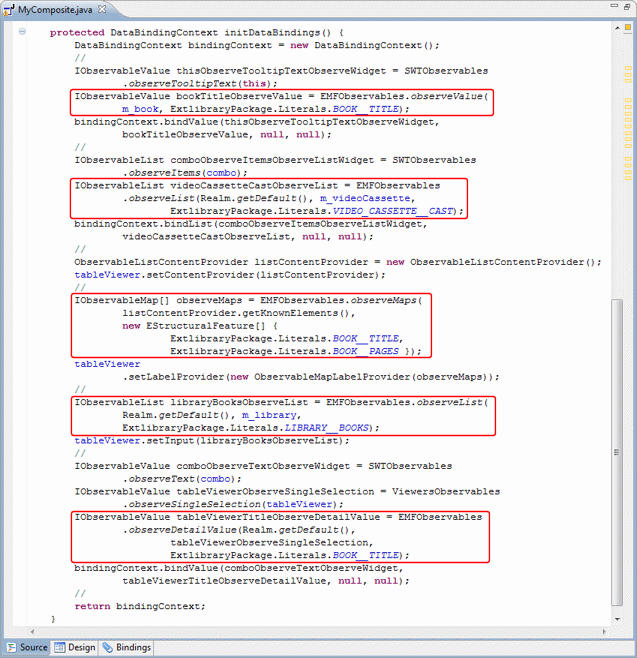 MyComposite.java
protected DataBindingContext initDataBindings() {
DataBindingContext bindingContext = new DataBindingContext();
//
IObservableValue thisObserveTooltipTextObserveWidget = SWTObservables
.observeTooltipText(this);
IObservableValue bookTitleObserveValue = EMFObservables.observeValue(
m_book, ExtlibraryPackage.Literals.BOOK__TITLE);
bindingContext.bindValue(thisObserveTooltipTextObserveWidget,
bookTitleObserveValue, null, null);
//
IObservableList comboObserveItemsObserveListWidget = SWTObservables
.observeItems(combo);
IObservableList videoCassetteCastObserveList = EMFObservables
.observeList(Realm.getDefault(), m_videoCassette,
ExtlibraryPackage.Literals.VIDEO_CASSETTE__CAST);
bindingContext.bindList(comboObserveItemsObserveListWidget,
videoCassetteCastObserveList, null, null);
//
ObservableListContentProvider listContentProvider = new ObservableListContentProvider();
tableViewer.setContentProvider(listContentProvider);
//
IObservableMap[] observeMaps = EMFObservables.observeMaps(
listContentProvider.getKnownElements(),
new EStructuralFeature[] {
ExtlibraryPackage.Literals.BOOK__TITLE,
ExtlibraryPackage.Literals.BOOK__PAGES });
tableViewer
.setLabelProvider(new ObservableMapLabelProvider(observeMaps));
//
IObservableList libraryBooksObserveList = EMFObservables.observeList(
Realm.getDefault(), m_library,
ExtlibraryPackage.Literals.LIBRARY__BOOKS);
tableViewer.setInput(libraryBooksObserveList);
//
IObservableValue comboObserveTextObserveWidget = SWTObservables
.observeText(combo);
IObservableValue tableViewerObserveSingleSelection = ViewersObservables
.observeSingleSelection(tableViewer);
IObservableValue tableViewerTitleObserveDetailValue = EMFObservables
.observeDetailValue(Realm.getDefault(),
tableViewerObserveSingleSelection,
ExtlibraryPackage.Literals.BOOK__TITLE);
bindingContext.bindValue(comboObserveTextObserveWidget,
tableViewerTitleObserveDetailValue, null, null);
//
return bindingContext;
}
Source Design Bindings